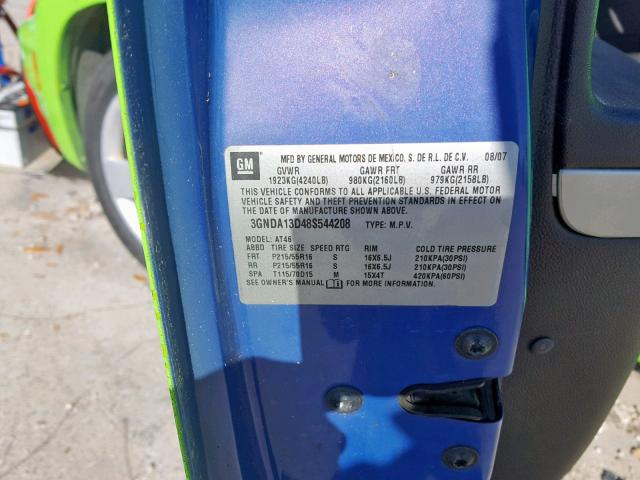 GM
MFD BY GENERAL MOTORS DE MEXICO, S. DE R.L. DE C.V. 08/07
GVWR GAWR FRT GAWR RR
1923KG(4240LB) 980KG(2160LB) 979KG(2158LB)
THIS VEHICLE CONFORMS TO ALL APPLICABLE U.S. FEDERAL MOTOR
VEHICLE SAFETY AND THEFT PREVENTION STANDARDS IN EFFECT ON
THE DATE OF MANUFACTURE SHOWN ABOVE.
3GNDA13D48S544208 TYPE: M.P.V.
MODEL: AT46
ABBD TIRE SIZE SPEED RTG RIM COLD TIRE PRESSURE
FRT P215/55R16 S 16X6.5J 210KPA(30PSI)
RR P215/55R16 S 16X6.5J 210KPA(30PSI)
SPA T115/70D15 M 15X4T 420KPA(60PSI)
SEE OWNER'S MANUAL FOR MORE INFORMATION.